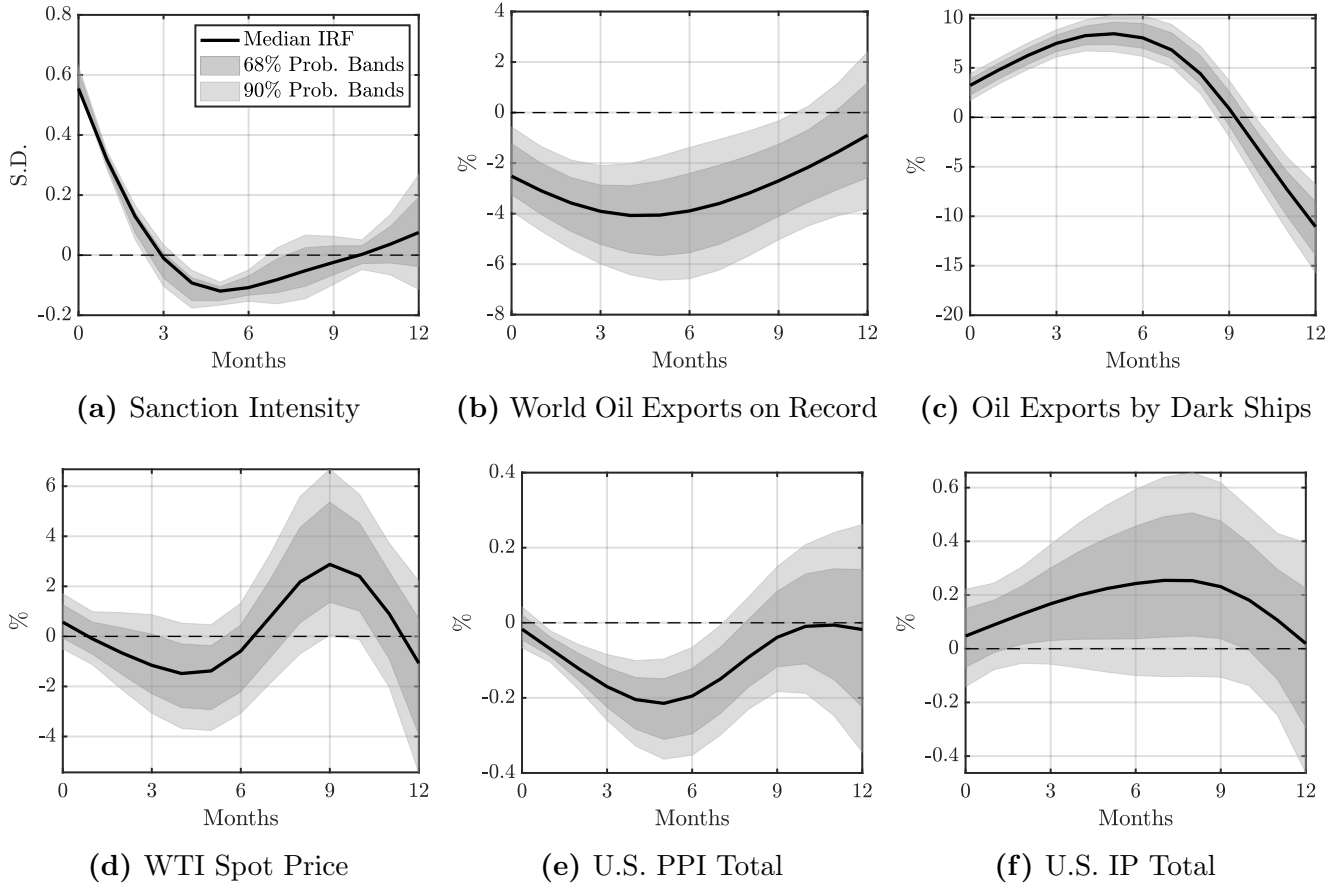 0.8
0.6
0.4
0.2
0
-0.2
S.D.
Median IRF
68% Prob. Bands
90% Prob. Bands
0 3 6 9 12
Months
(a) Sanction Intensity
4
2
0
-2
-4
-6
-8
%
0 3 6 9 12
Months
(b) World Oil Exports on Record
10
5
0
-5
-10
-15
-20
%
0 3 6 9 12
Months
(c) Oil Exports by Dark Ships
6
4
2
0
-2
-4
%
0 3 6 9 12
Months
(d) WTI Spot Price
0.4
0.2
0
-0.2
-0.4
%
0 3 6 9 12
Months
(e) U.S. PPI Total
0.6
0.4
0.2
0
-0.2
-0.4
%
0 3 6 9 12
Months
(f) U.S. IP Total